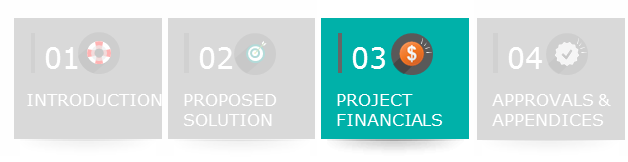 01
INTRODUCTION
02
PROPOSED
SOLUTION
03
$
PROJECT
FINANCIALS
04
APPROVALS &
APPENDICES